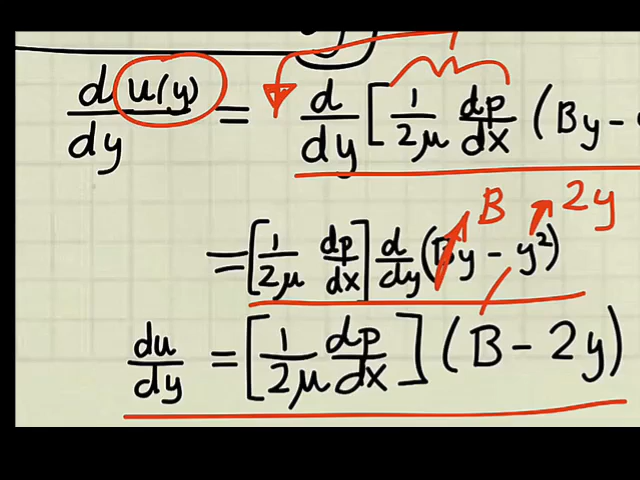 d u(y)/dy = d/dy [ 1/2μ dp/dx ( By −
B 2y
= [ 1/2μ dp/dx ] d/dy (By − y²)
du/dy = [ 1/2μ dp/dx ] ( B − 2y )